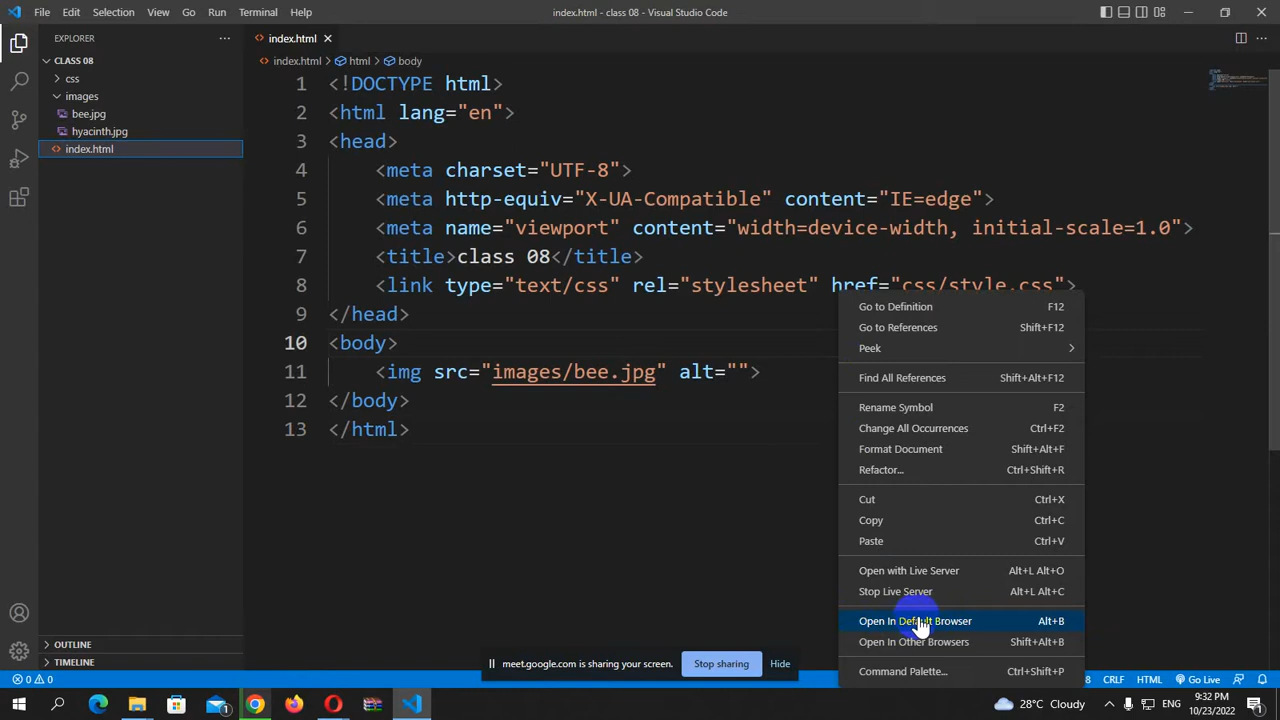 File Edit Selection View Go Run Terminal Help
index.html - class 08 - Visual Studio Code
EXPLORER
CLASS 08
css
images
bee.jpg
hyacinth.jpg
index.html
OUTLINE
TIMELINE
index.html
index.html > html > body
1 <!DOCTYPE html>
2 <html lang="en">
3 <head>
4 <meta charset="UTF-8">
5 <meta http-equiv="X-UA-Compatible" content="IE=edge">
6 <meta name="viewport" content="width=device-width, initial-scale=1.0">
7 <title>class 08</title>
8 <link type="text/css" rel="stylesheet" href="css/style.css">
9 </head>
10 <body>
11 <img src="images/bee.jpg" alt="">
12 </body>
13 </html>
Go to Definition F12
Go to References Shift+F12
Peek
Find All References Shift+Alt+F12
Rename Symbol F2
Change All Occurrences Ctrl+F2
Format Document Shift+Alt+F
Refactor... Ctrl+Shift+R
Cut Ctrl+X
Copy Ctrl+C
Paste Ctrl+V
Open with Live Server Alt+L Alt+O
Stop Live Server Alt+L Alt+C
Open In Default Browser Alt+B
Open In Other Browsers Shift+Alt+B
Command Palette... Ctrl+Shift+P
meet.google.com is sharing your screen. Stop sharing Hide
0 0
8 CRLF HTML Go Live
28°C Cloudy
ENG
9:32 PM
10/23/2022